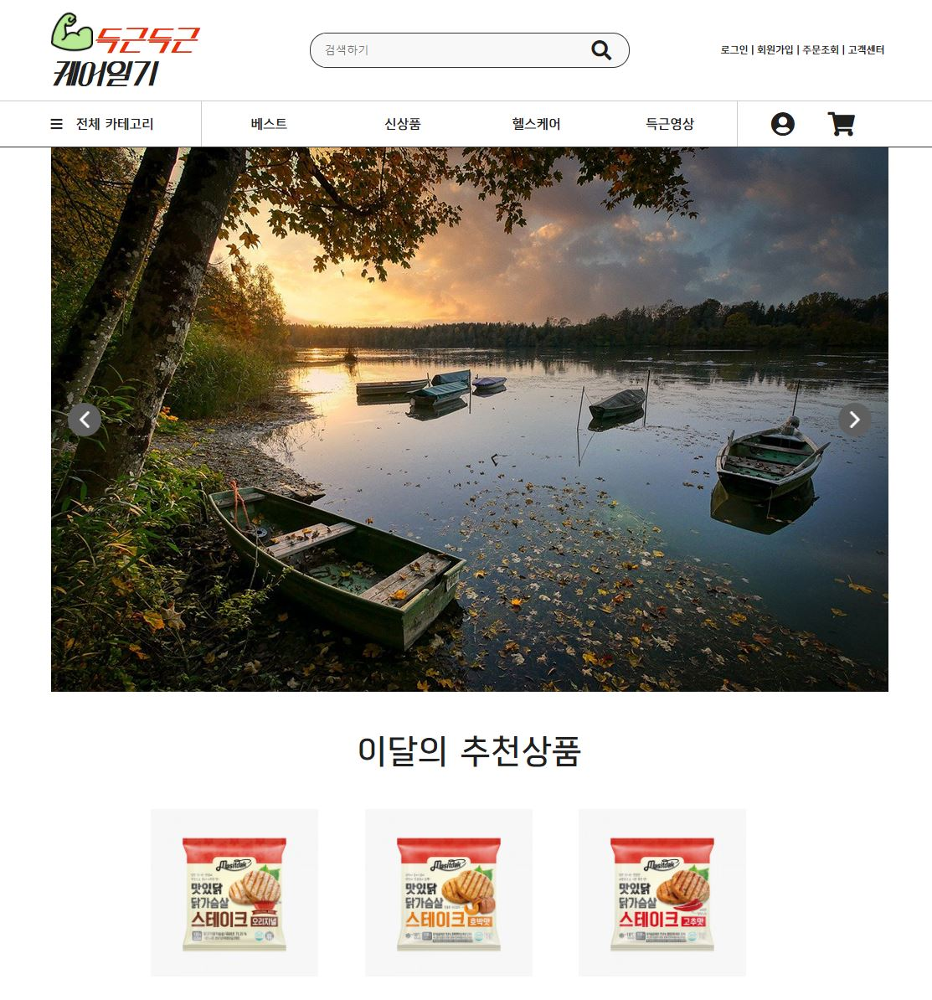 득근득근
케어일기
검색하기
로그인 | 회원가입 | 주문조회 | 고객센터
전체 카테고리
베스트
신상품
헬스케어
득근영상
이달의 추천상품
Masitdak
맛있닭
닭가슴살
스테이크 오리지널
Masitdak
맛있닭
닭가슴살
스테이크 호박맛
Masitdak
맛있닭
닭가슴살
스테이크 고추맛